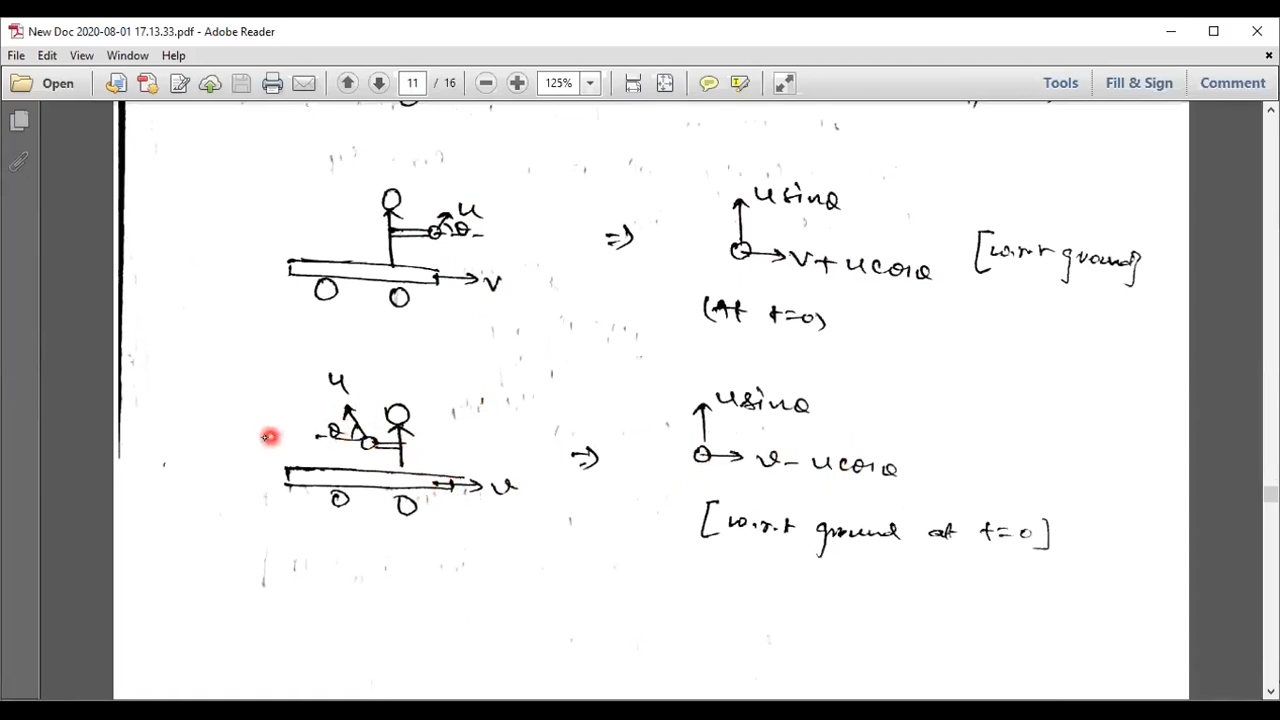 New Doc 2020-08-01 17.13.33.pdf - Adobe Reader
File Edit View Window Help
Open 11 / 16 125% Tools Fill & Sign Comment
u sinθ
u
θ
⇒ v + u cosθ [w.r.t ground]
v
(At t=0)
u
u sinθ
θ
⇒ v - u cosθ
v
[w.r.t ground at t=0]